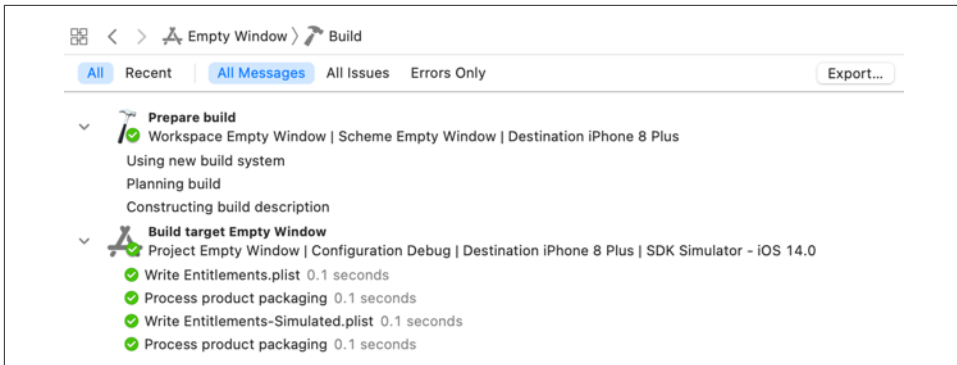 Empty Window Build
All Recent All Messages All Issues Errors Only Export...
Prepare build
Workspace Empty Window | Scheme Empty Window | Destination iPhone 8 Plus
Using new build system
Planning build
Constructing build description
Build target Empty Window
Project Empty Window | Configuration Debug | Destination iPhone 8 Plus | SDK Simulator - iOS 14.0
Write Entitlements.plist 0.1 seconds
Process product packaging 0.1 seconds
Write Entitlements-Simulated.plist 0.1 seconds
Process product packaging 0.1 seconds